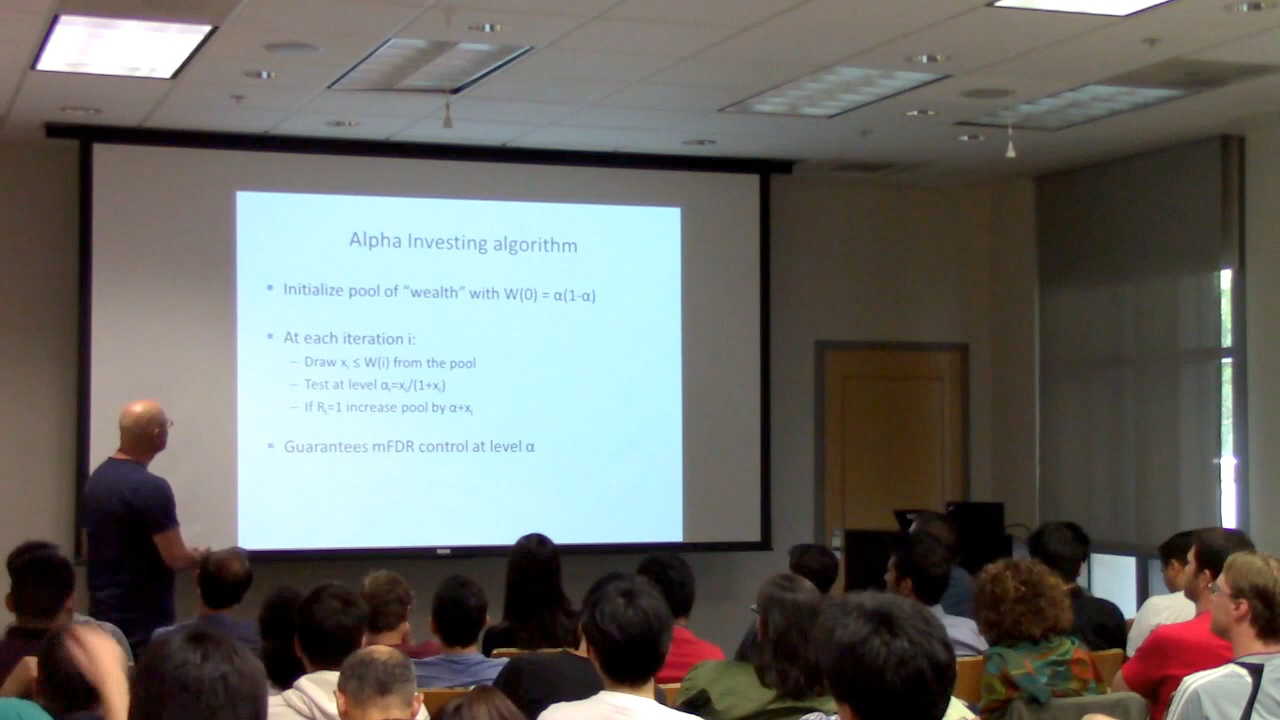 Alpha Investing algorithm
▪ Initialize pool of “wealth” with W(0) = α(1-α)
▪ At each iteration i:
– Draw xᵢ ≤ W(i) from the pool
– Test at level αᵢ=xᵢ/(1+xᵢ)
– If Rᵢ=1 increase pool by α+xᵢ
▪ Guarantees mFDR control at level α